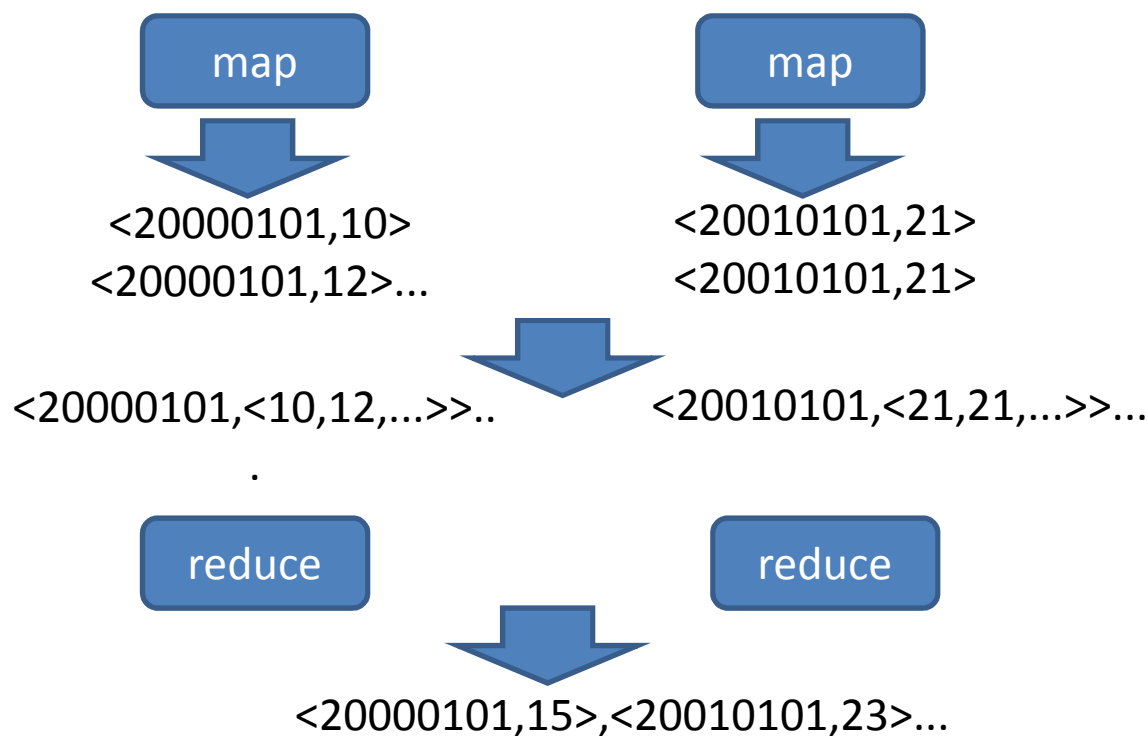 map
map
<20000101,10>
<20010101,21>
<20000101,12>...
<20010101,21>
<20000101,<10,12,...>>..
<20010101,<21,21,...>>...
.
reduce
reduce
<20000101,15>,<20010101,23>...